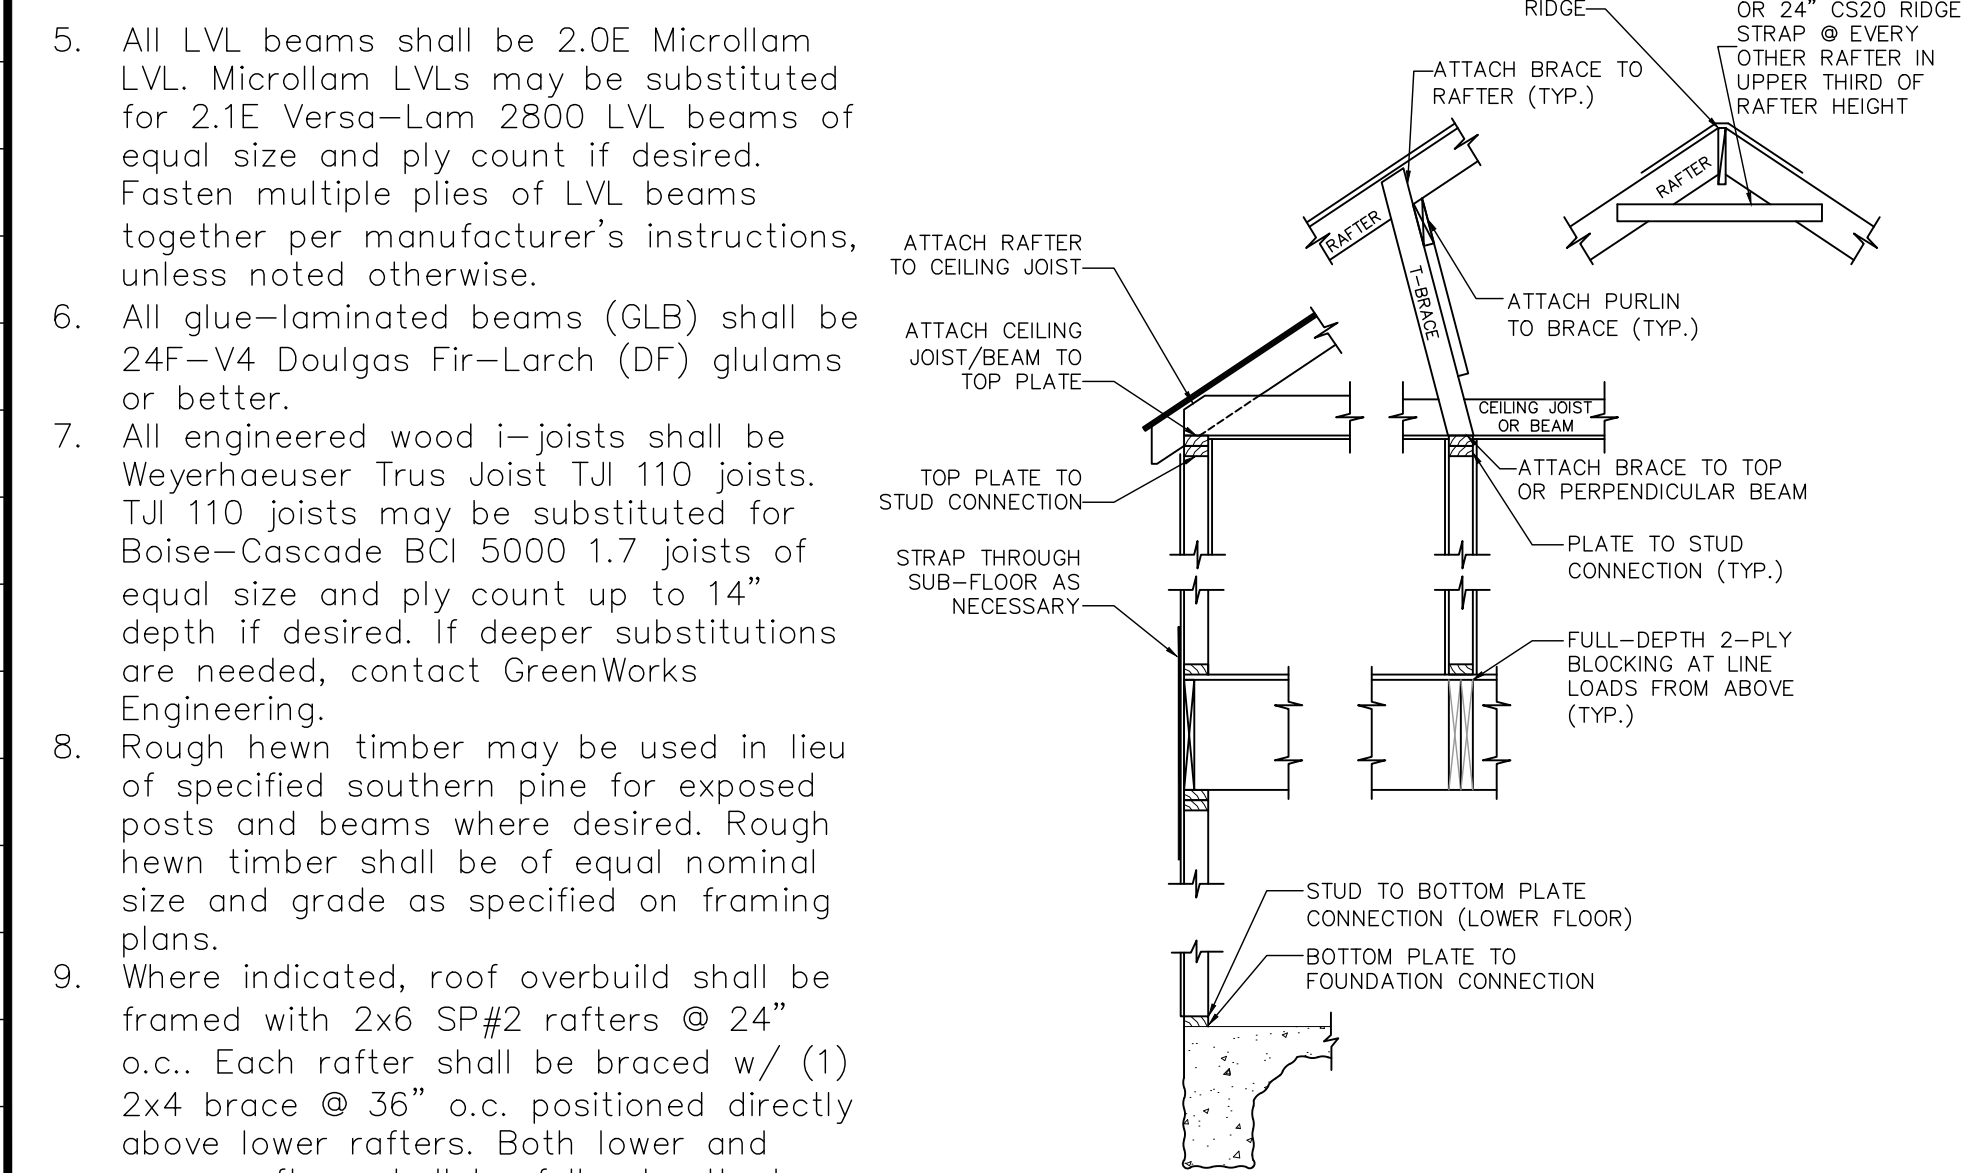 5. All LVL beams shall be 2.0E Microllam
LVL. Microllam LVLs may be substituted
for 2.1E Versa-Lam 2800 LVL beams of
equal size and ply count if desired.
Fasten multiple plies of LVL beams
together per manufacturer's instructions,
unless noted otherwise.
6. All glue-laminated beams (GLB) shall be
24F-V4 Doulgas Fir-Larch (DF) glulams
or better.
7. All engineered wood i-joists shall be
Weyerhaeuser Trus Joist TJI 110 joists.
TJI 110 joists may be substituted for
Boise-Cascade BCI 5000 1.7 joists of
equal size and ply count up to 14"
depth if desired. If deeper substitutions
are needed, contact GreenWorks
Engineering.
8. Rough hewn timber may be used in lieu
of specified southern pine for exposed
posts and beams where desired. Rough
hewn timber shall be of equal nominal
size and grade as specified on framing
plans.
9. Where indicated, roof overbuild shall be
framed with 2x6 SP#2 rafters @ 24"
o.c.. Each rafter shall be braced w/ (1)
2x4 brace @ 36" o.c. positioned directly
above lower rafters. Both lower and
RIDGE
OR 24" CS20 RIDGE
STRAP @ EVERY
OTHER RAFTER IN
UPPER THIRD OF
RAFTER HEIGHT
ATTACH BRACE TO
RAFTER (TYP.)
RAFTER
RAFTER
T-BRACE
ATTACH RAFTER
TO CEILING JOIST
ATTACH PURLIN
TO BRACE (TYP.)
ATTACH CEILING
JOIST/BEAM TO
TOP PLATE
CEILING JOIST
OR BEAM
TOP PLATE TO
STUD CONNECTION
ATTACH BRACE TO TOP
OR PERPENDICULAR BEAM
PLATE TO STUD
CONNECTION (TYP.)
STRAP THROUGH
SUB-FLOOR AS
NECESSARY
FULL-DEPTH 2-PLY
BLOCKING AT LINE
LOADS FROM ABOVE
(TYP.)
STUD TO BOTTOM PLATE
CONNECTION (LOWER FLOOR)
BOTTOM PLATE TO
FOUNDATION CONNECTION